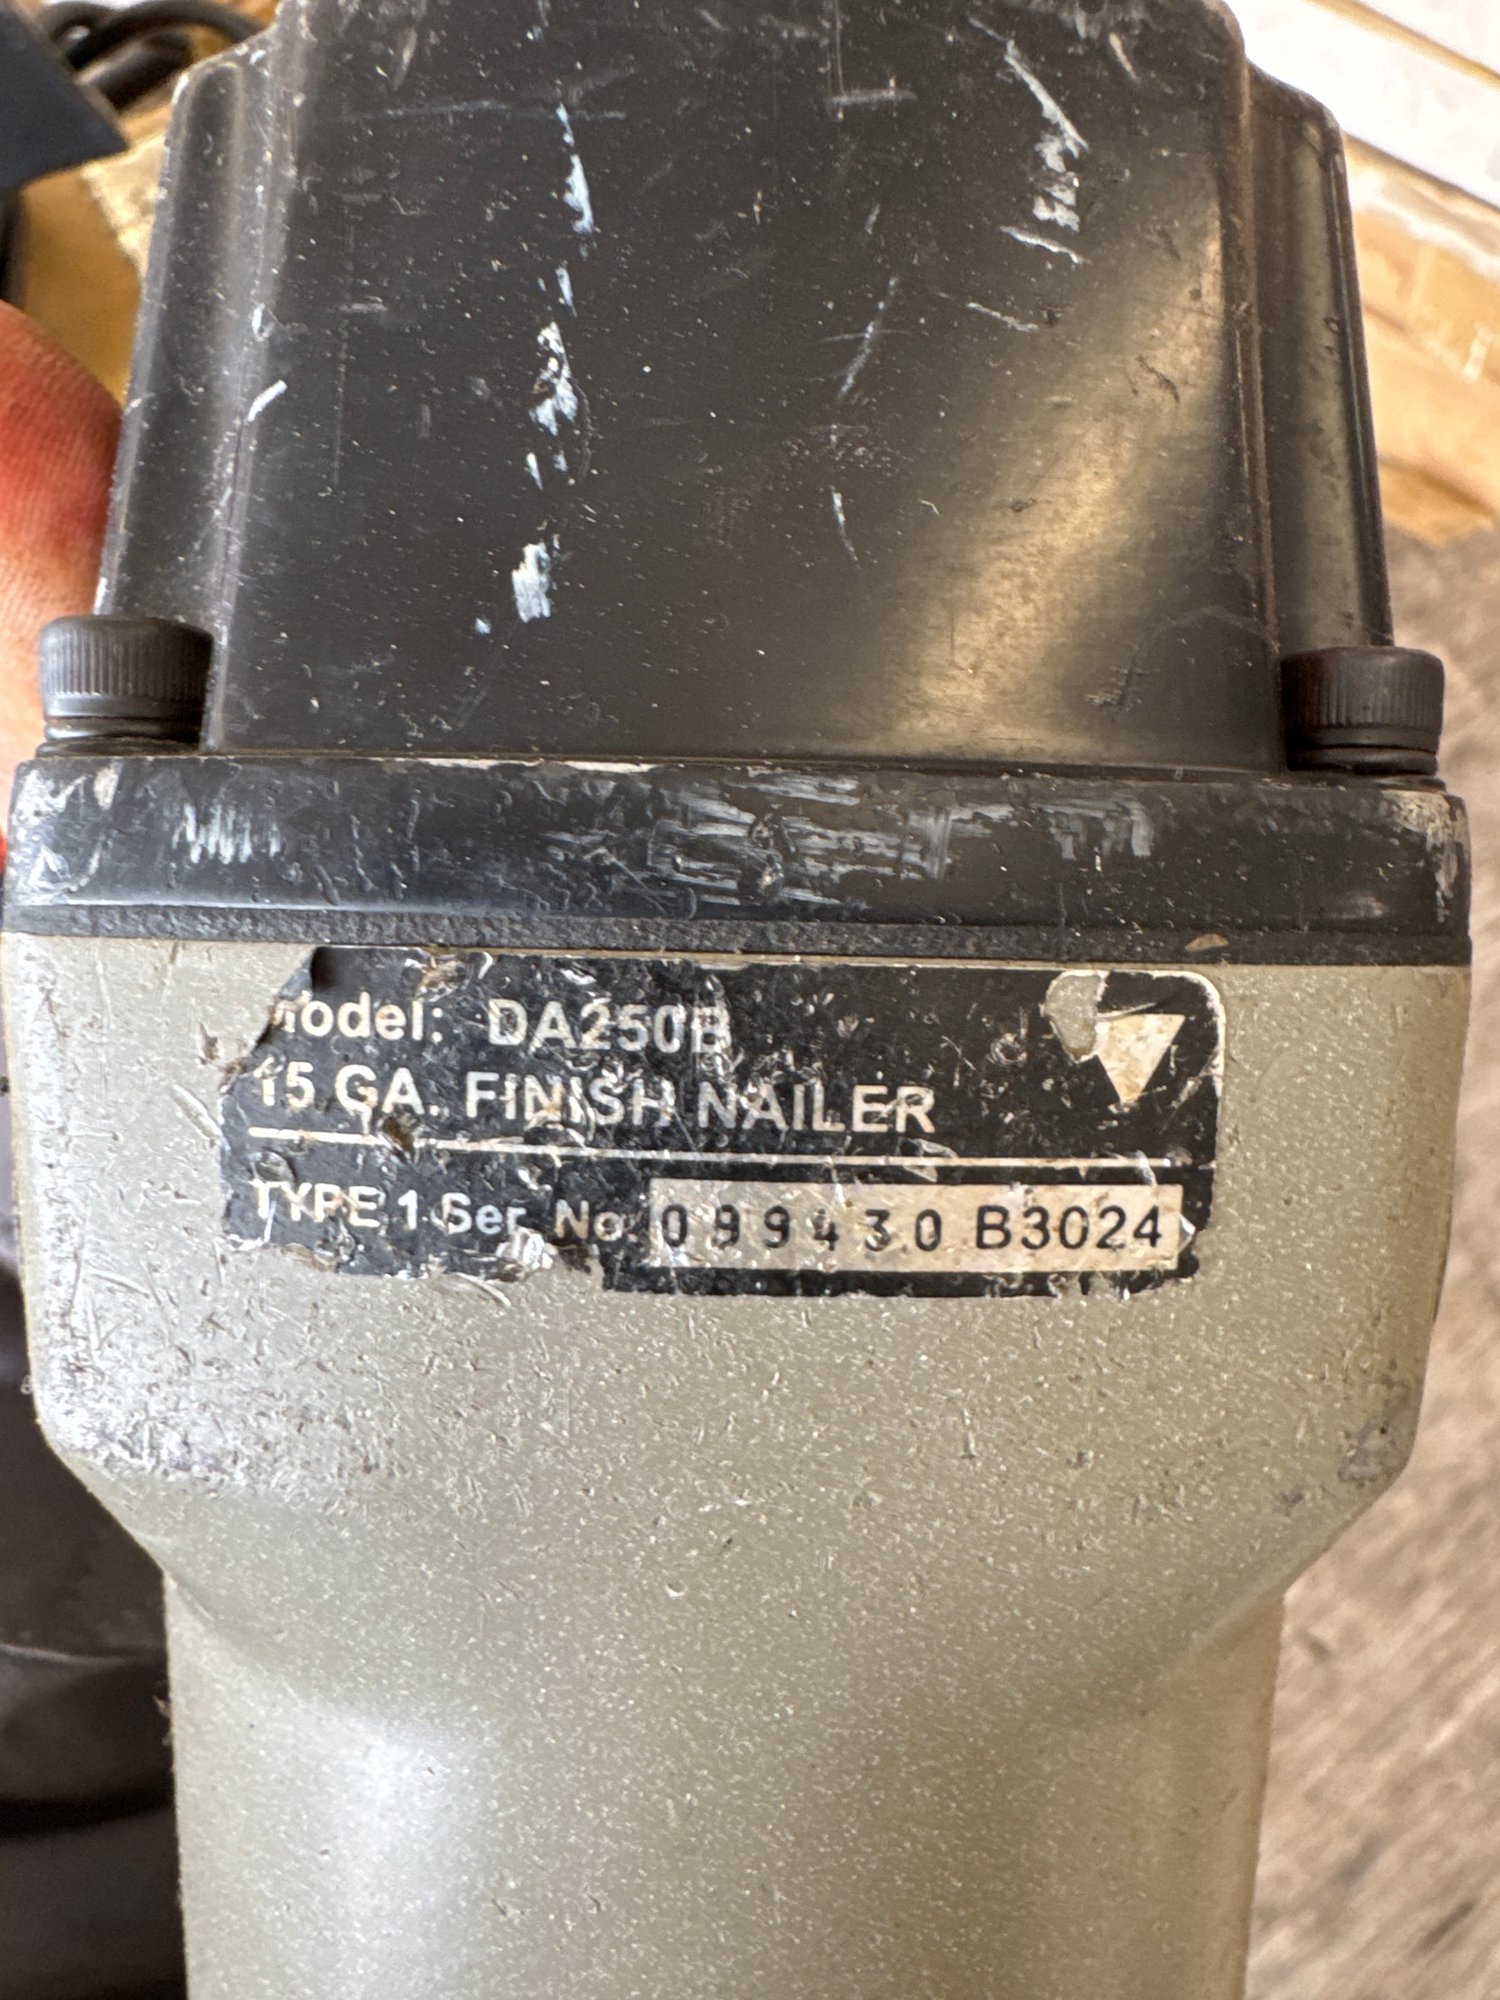 Model: DA250B
15 GA. FINISH NAILER
TYPE 1 Ser. No. 099430 B3024